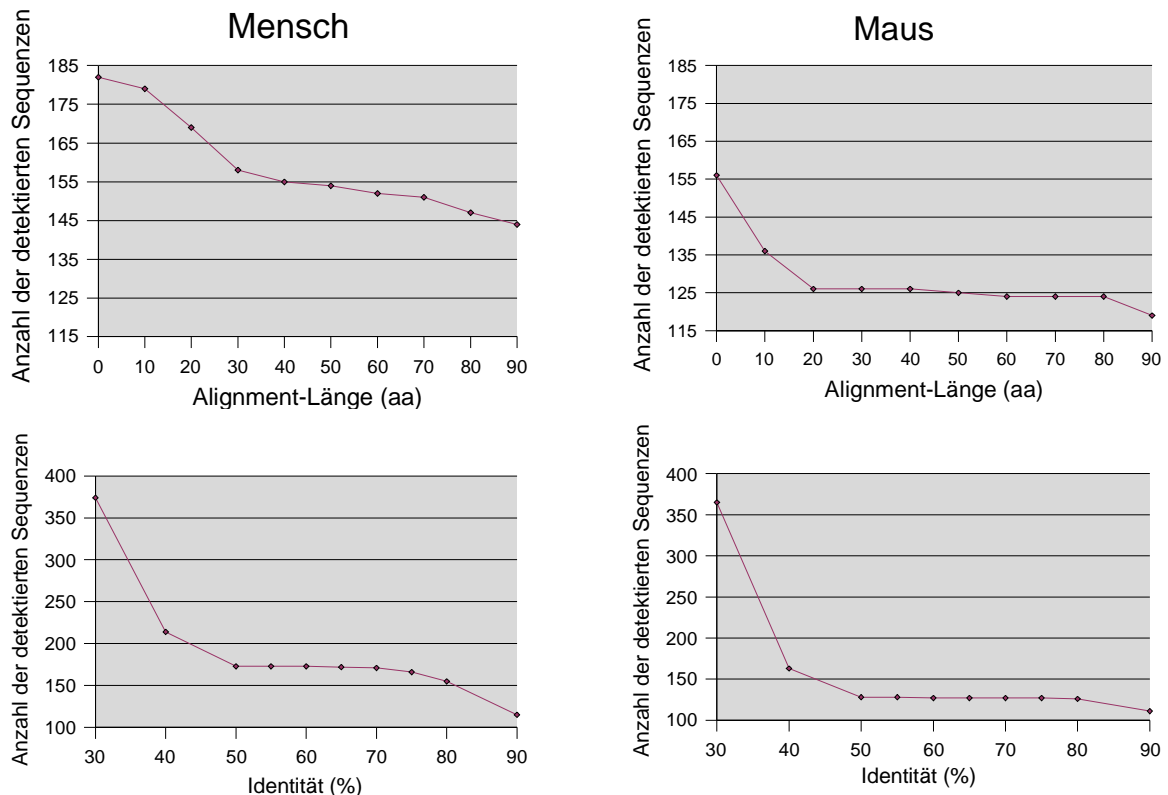 Mensch
Anzahl der detektierten Sequenzen
185
175
165
155
145
135
125
115
0 10 20 30 40 50 60 70 80 90
Alignment-Länge (aa)
Maus
Anzahl der detektierten Sequenzen
185
175
165
155
145
135
125
115
0 10 20 30 40 50 60 70 80 90
Alignment-Länge (aa)
Anzahl der detektierten Sequenzen
400
350
300
250
200
150
100
30 40 50 60 70 80 90
Identität (%)
Anzahl der detektierten Sequenzen
400
350
300
250
200
150
100
30 40 50 60 70 80 90
Identität (%)